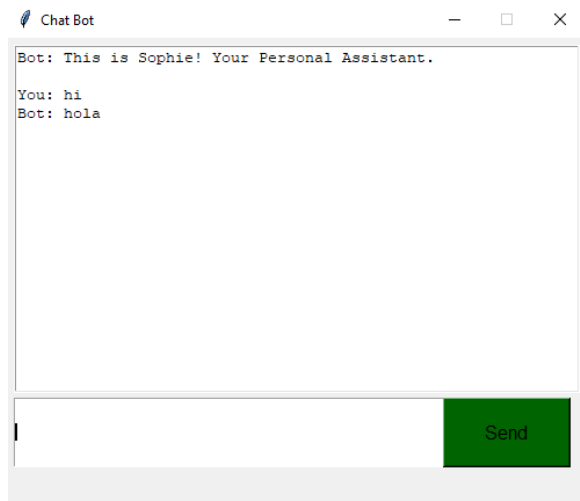 Chat Bot
Bot: This is Sophie! Your Personal Assistant.
You: hi
Bot: hola
Send